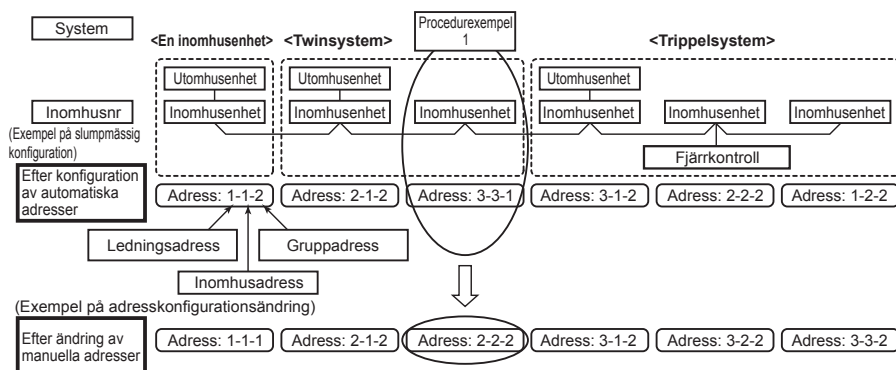 System
<En inomhusenhet>
<Twinsystem>
Procedurexempel
1
<Trippelsystem>
Utomhusenhet
Utomhusenhet
Utomhusenhet
Inomhusnr
Inomhusenhet
Inomhusenhet
Inomhusenhet
Inomhusenhet
Inomhusenhet
Inomhusenhet
(Exempel på slumpmässig
konfiguration)
Fjärrkontroll
Efter konfiguration
av automatiska
adresser
Adress: 1-1-2
Adress: 2-1-2
Adress: 3-3-1
Adress: 3-1-2
Adress: 2-2-2
Adress: 1-2-2
Ledningsadress
Gruppadress
Inomhusadress
(Exempel på adresskonfigurationsändring)
Efter ändring av
manuella adresser
Adress: 1-1-1
Adress: 2-1-2
Adress: 2-2-2
Adress: 3-1-2
Adress: 3-2-2
Adress: 3-3-2